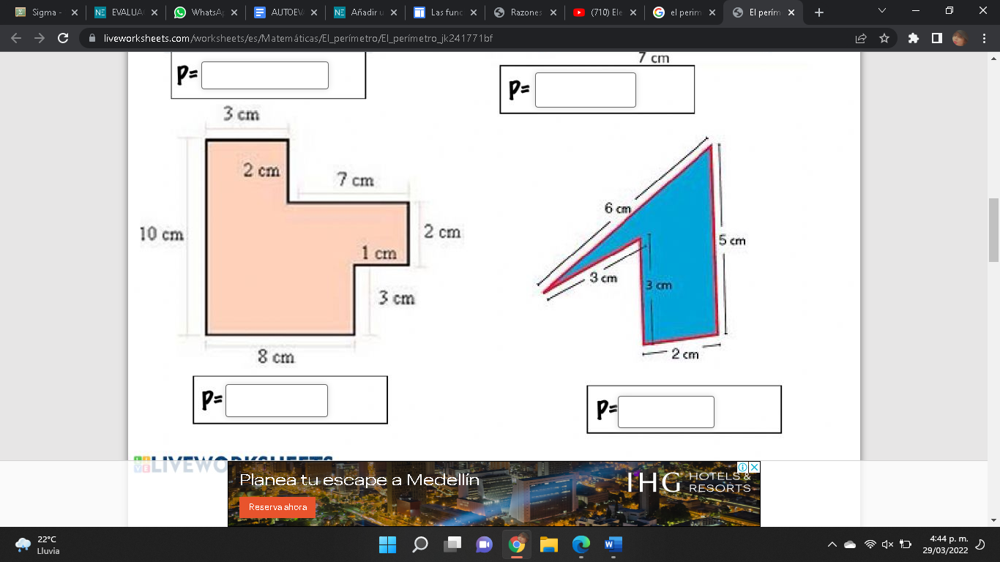 Sigma -
EVALUA
WhatsA
AUTOEV
Añadir u
Las func
Razones
(710) Ele
el perim
El perím
liveworksheets.com/worksheets/es/Matemáticas/El_perímetro/El_perímetro_jk241771bf
7 cm
P=
P=
3 cm
2 cm
7 cm
10 cm
2 cm
1 cm
3 cm
8 cm
6 cm
5 cm
3 cm
3 cm
2 cm
P=
P=
LIVEWORKSHEETS
Planea tu escape a Medellín
Reserva ahora
IHG HOTELS &
RESORTS
22°C
Lluvia
4:44 p. m.
29/03/2022